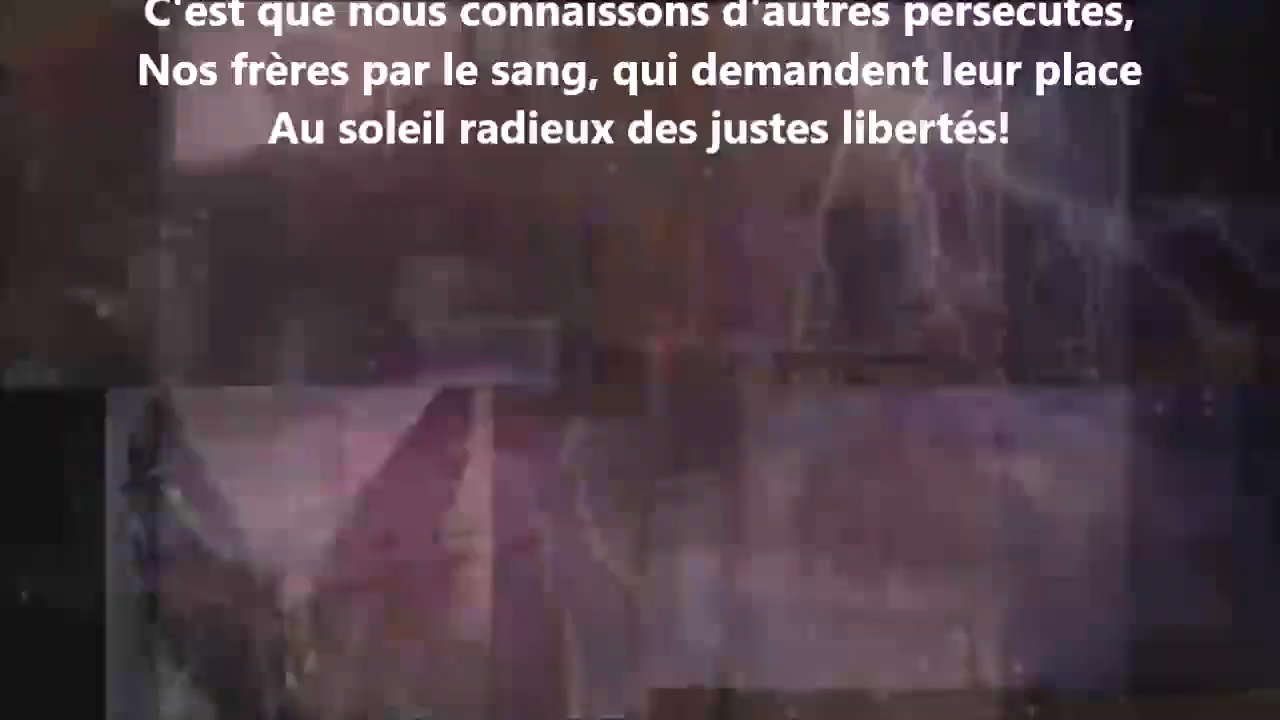 C'est que nous connaissons d'autres persécutés,
Nos frères par le sang, qui demandent leur place
Au soleil radieux des justes libertés!